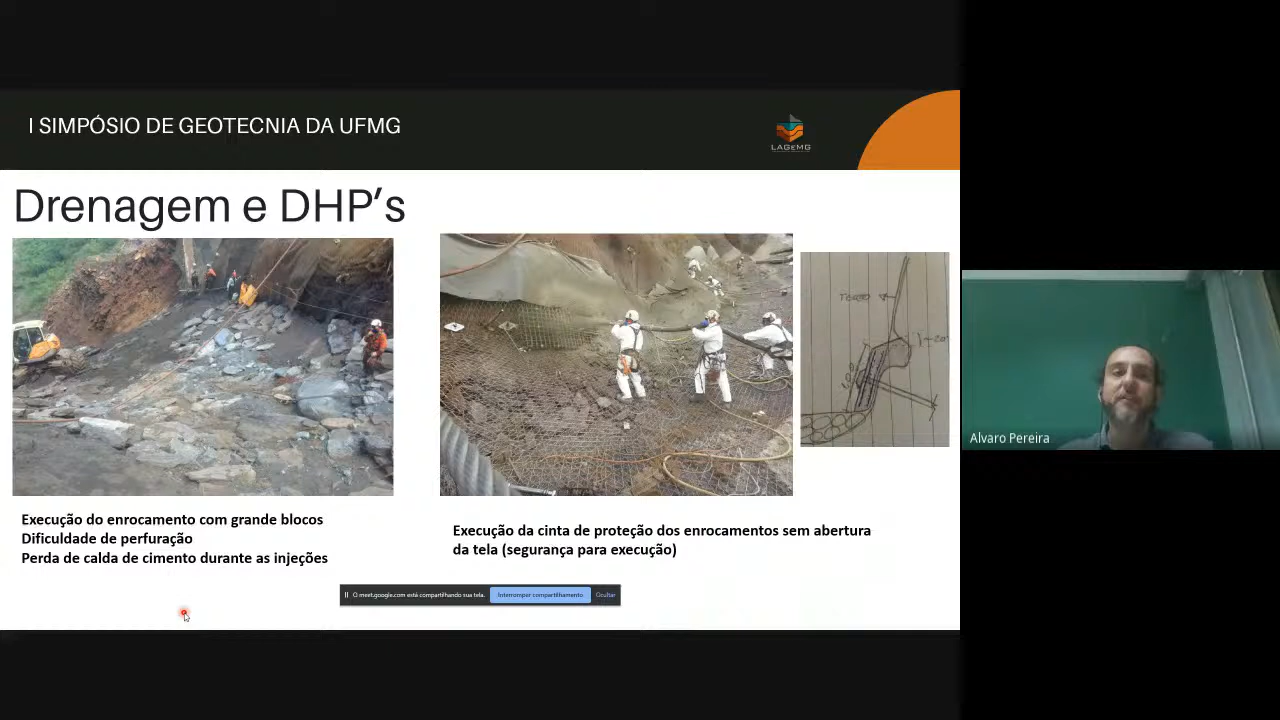 I SIMPÓSIO DE GEOTECNIA DA UFMG
LAGEMG
Drenagem e DHP's
Execução do enrocamento com grande blocos
Dificuldade de perfuração
Perda de calda de cimento durante as injeções
Execução da cinta de proteção dos enrocamentos sem abertura
da tela (segurança para execução)
O meet.google.com está compartilhando sua tela.
Interromper compartilhamento
Ocultar
Alvaro Pereira